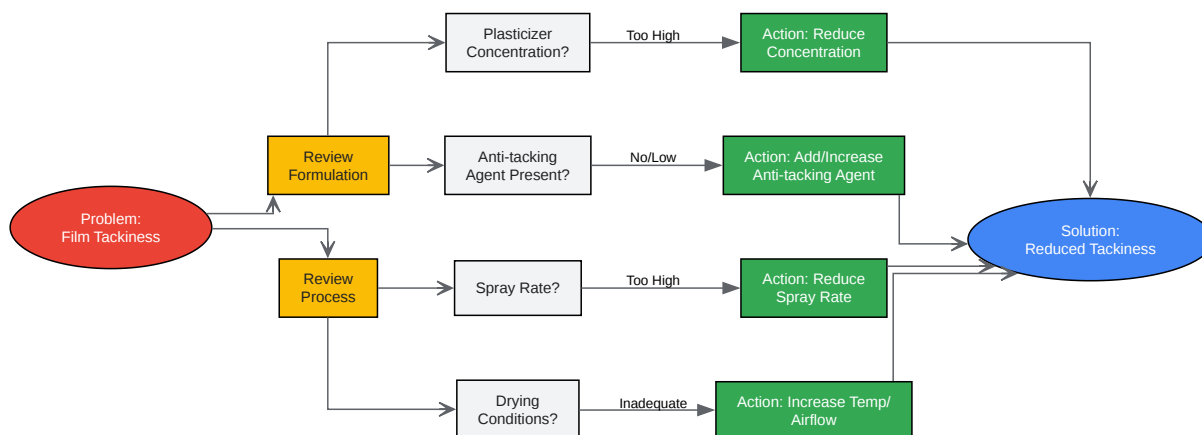 Plasticizer
Concentration?
Too High
Action: Reduce
Concentration
Review
Formulation
Anti-tacking
Agent Present?
No/Low
Action: Add/Increase
Anti-tacking Agent
Problem:
Film Tackiness
Solution:
Reduced Tackiness
Review
Process
Spray Rate?
Too High
Action: Reduce
Spray Rate
Drying
Conditions?
Inadequate
Action: Increase Temp/
Airflow